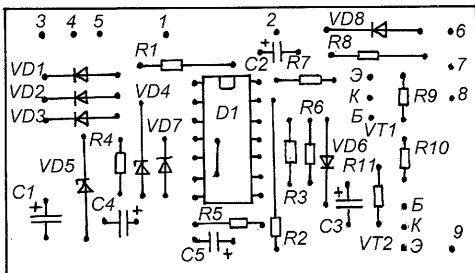 3 4 5 1 2 VD8 6
R1 C2 R7 R8 7
VD1 VD4 Э
VD2 D1 К R9 8
VD3 R4 VD7 R6 Б
VT1
VD5 VD6 R11 R10
C1 C4 R5 R3 Б
C5 R2 C3 VT2 К
Э 9
+ + + + +